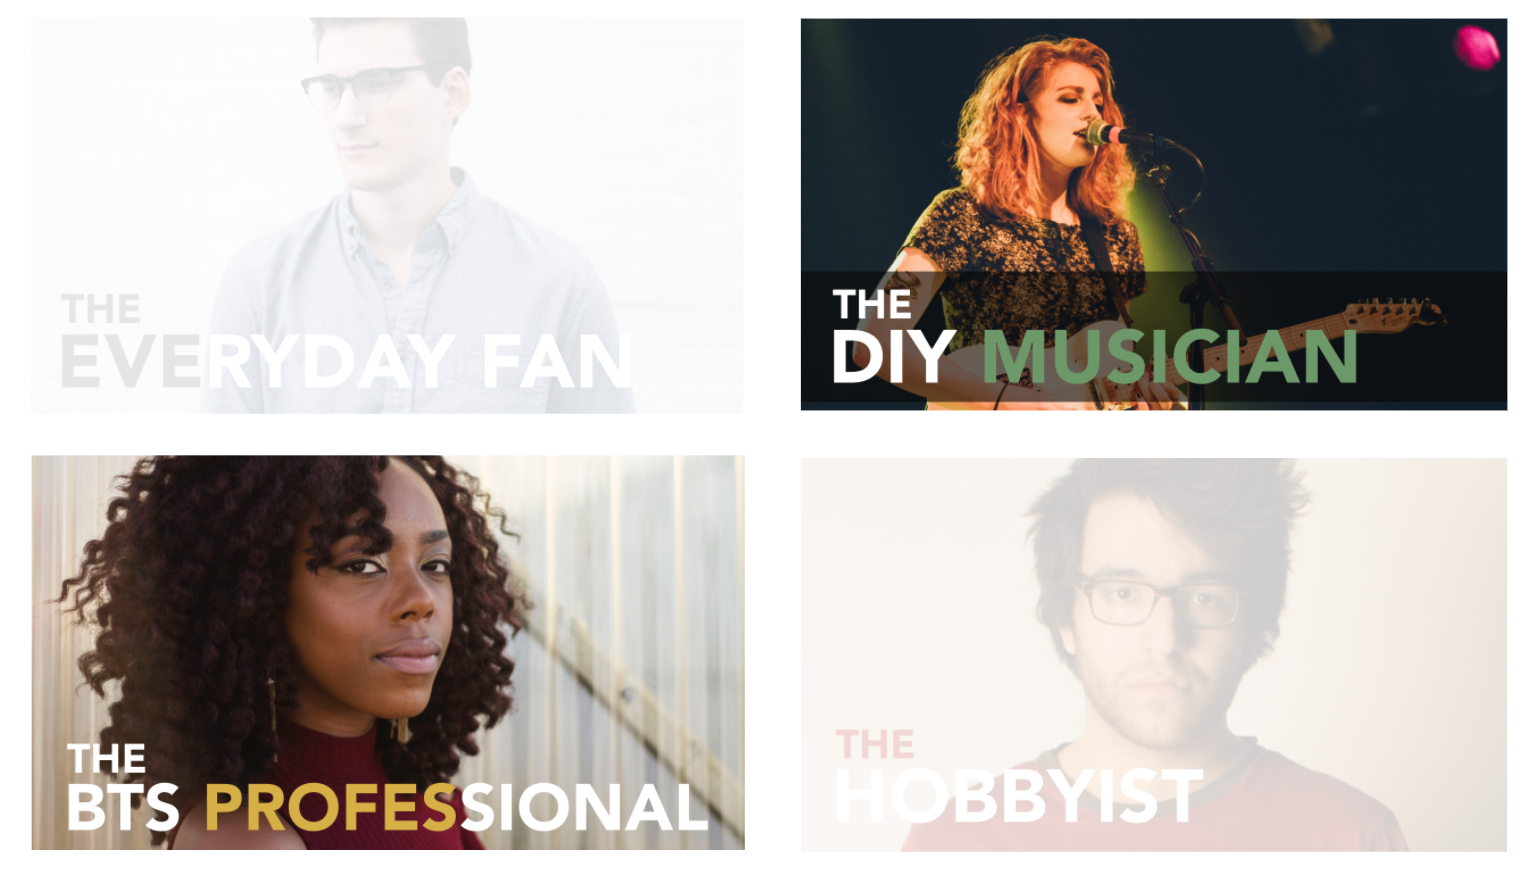 THE
EVERYDAY FAN
THE
DIY MUSICIAN
THE
BTS PROFESSIONAL
THE
HOBBYIST